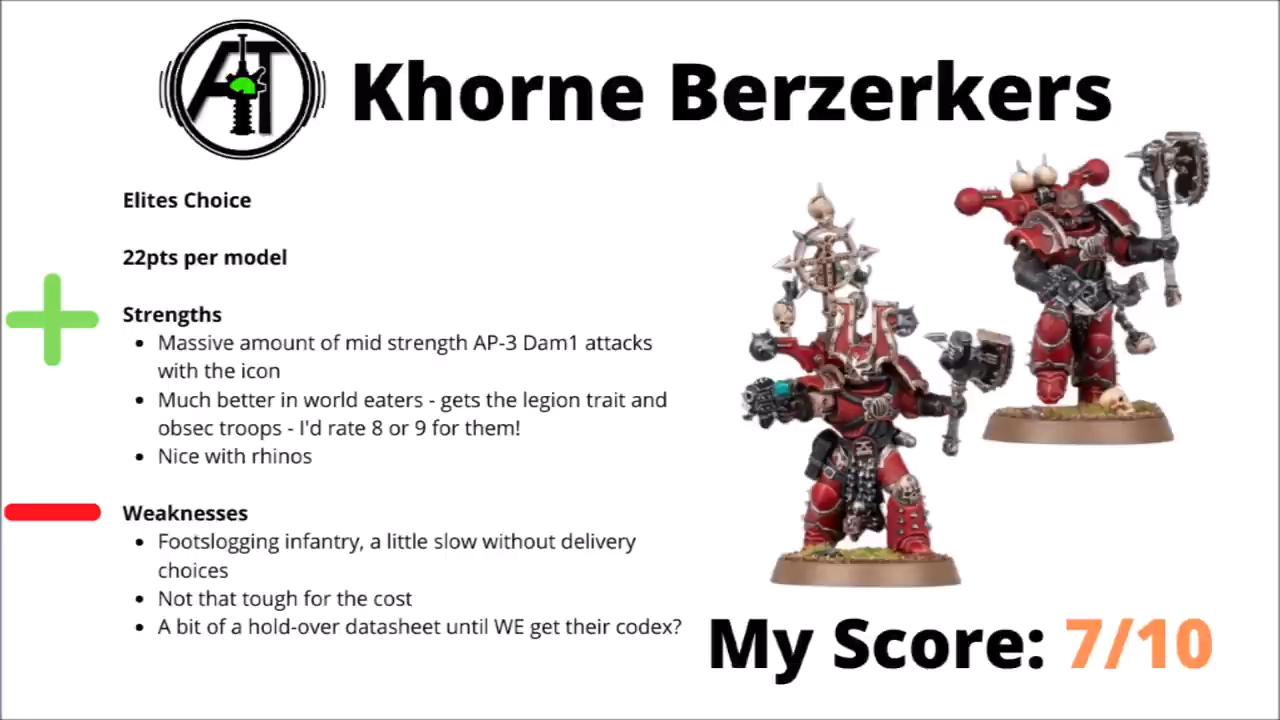 AT
Khorne Berzerkers
Elites Choice
22pts per model
Strengths
• Massive amount of mid strength AP-3 Dam1 attacks
with the icon
• Much better in world eaters - gets the legion trait and
obsec troops - I'd rate 8 or 9 for them!
• Nice with rhinos
Weaknesses
• Footslogging infantry, a little slow without delivery
choices
• Not that tough for the cost
• A bit of a hold-over datasheet until WE get their codex?
My Score: 7/10